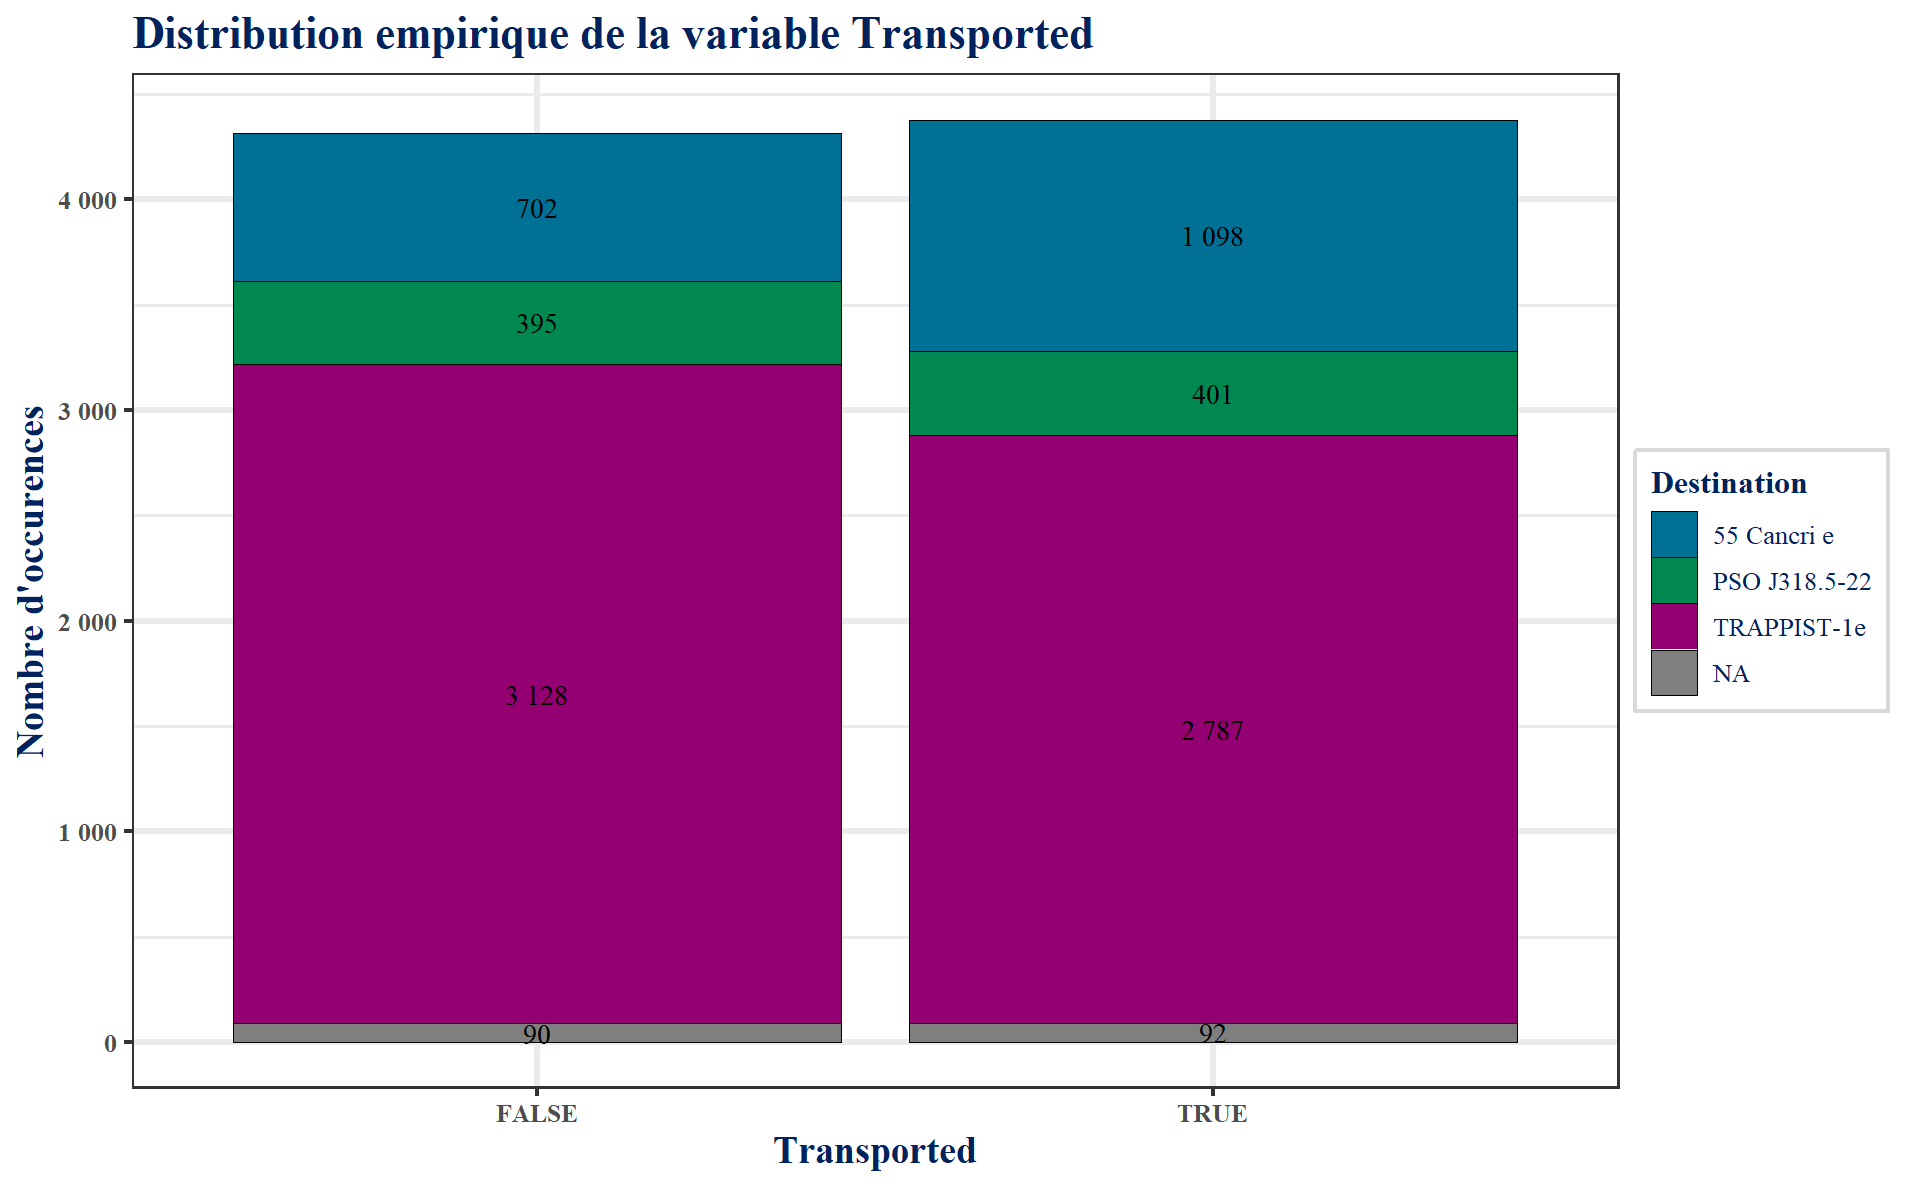 Distribution empirique de la variable Transported
Nombre d'occurences
4 000
3 000
2 000
1 000
0
702
395
3 128
90
1 098
401
2 787
92
FALSE
TRUE
Transported
Destination
55 Cancri e
PSO J318.5-22
TRAPPIST-1e
NA